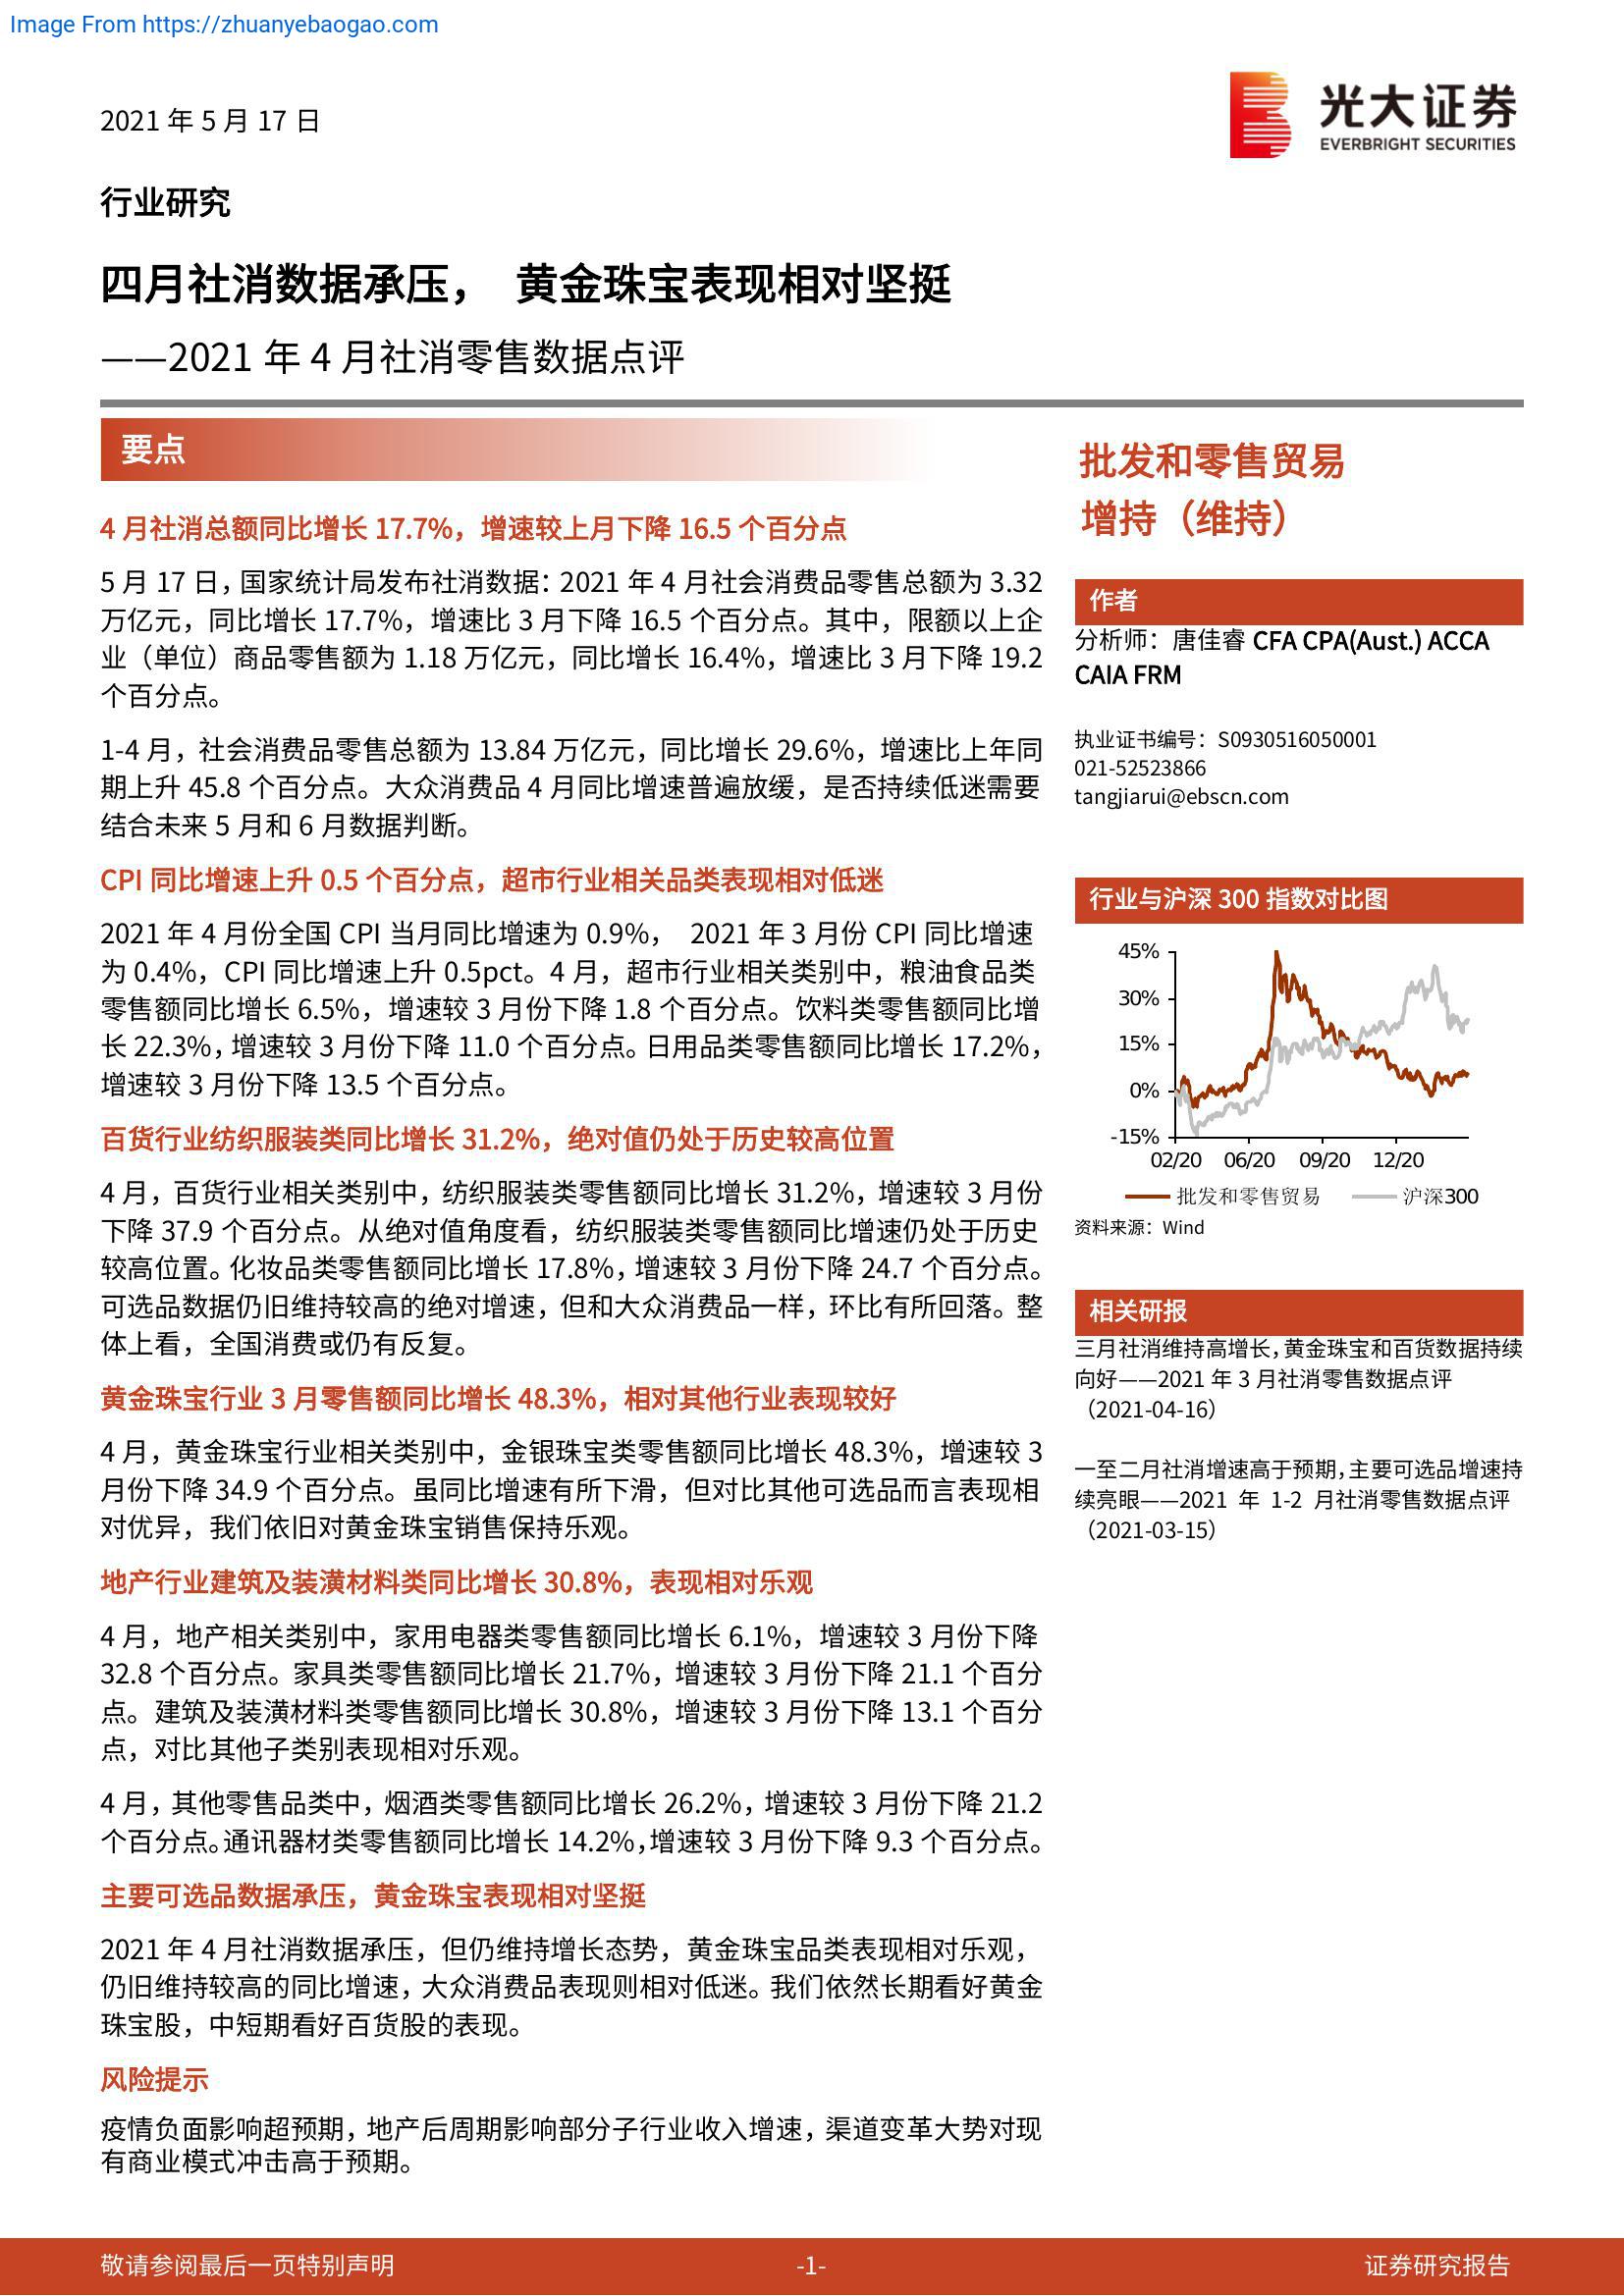 Image From https://zhuanyebaogao.com
2021 年 5 月 17 日
光大证券
EVERBRIGHT SECURITIES
行业研究
四月社消数据承压， 黄金珠宝表现相对坚挺
——2021 年 4 月社消零售数据点评
要点
4 月社消总额同比增长 17.7%，增速较上月下降 16.5 个百分点
5 月 17 日，国家统计局发布社消数据：2021 年 4 月社会消费品零售总额为 3.32
万亿元，同比增长 17.7%，增速比 3 月下降 16.5 个百分点。其中，限额以上企
业（单位）商品零售额为 1.18 万亿元，同比增长 16.4%，增速比 3 月下降 19.2
个百分点。
1-4 月，社会消费品零售总额为 13.84 万亿元，同比增长 29.6%，增速比上年同
期上升 45.8 个百分点。大众消费品 4 月同比增速普遍放缓，是否持续低迷需要
结合未来 5 月和 6 月数据判断。
CPI 同比增速上升 0.5 个百分点，超市行业相关品类表现相对低迷
2021 年 4 月份全国 CPI 当月同比增速为 0.9%， 2021 年 3 月份 CPI 同比增速
为 0.4%，CPI 同比增速上升 0.5pct。4 月，超市行业相关类别中，粮油食品类
零售额同比增长 6.5%，增速较 3 月份下降 1.8 个百分点。饮料类零售额同比增
长 22.3%，增速较 3 月份下降 11.0 个百分点。日用品类零售额同比增长 17.2%，
增速较 3 月份下降 13.5 个百分点。
百货行业纺织服装类同比增长 31.2%，绝对值仍处于历史较高位置
4 月，百货行业相关类别中，纺织服装类零售额同比增长 31.2%，增速较 3 月份
下降 37.9 个百分点。从绝对值角度看，纺织服装类零售额同比增速仍处于历史
较高位置。化妆品类零售额同比增长 17.8%，增速较 3 月份下降 24.7 个百分点。
可选品数据仍旧维持较高的绝对增速，但和大众消费品一样，环比有所回落。整
体上看，全国消费或仍有反复。
黄金珠宝行业 3 月零售额同比增长 48.3%，相对其他行业表现较好
4 月，黄金珠宝行业相关类别中，金银珠宝类零售额同比增长 48.3%，增速较 3
月份下降 34.9 个百分点。虽同比增速有所下滑，但对比其他可选品而言表现相
对优异，我们依旧对黄金珠宝销售保持乐观。
地产行业建筑及装潢材料类同比增长 30.8%，表现相对乐观
4 月，地产相关类别中，家用电器类零售额同比增长 6.1%，增速较 3 月份下降
32.8 个百分点。家具类零售额同比增长 21.7%，增速较 3 月份下降 21.1 个百分
点。建筑及装潢材料类零售额同比增长 30.8%，增速较 3 月份下降 13.1 个百分
点，对比其他子类别表现相对乐观。
4 月，其他零售品类中，烟酒类零售额同比增长 26.2%，增速较 3 月份下降 21.2
个百分点。通讯器材类零售额同比增长 14.2%，增速较 3 月份下降 9.3 个百分点。
主要可选品数据承压，黄金珠宝表现相对坚挺
2021 年 4 月社消数据承压，但仍维持增长态势，黄金珠宝品类表现相对乐观，
仍旧维持较高的同比增速，大众消费品表现则相对低迷。我们依然长期看好黄金
珠宝股，中短期看好百货股的表现。
风险提示
疫情负面影响超预期，地产后周期影响部分子行业收入增速，渠道变革大势对现
有商业模式冲击高于预期。
批发和零售贸易
增持（维持）
作者
分析师：唐佳睿 CFA CPA(Aust.) ACCA
CAIA FRM
执业证书编号：S0930516050001
021-52523866
tangjiarui@ebscn.com
行业与沪深 300 指数对比图
45%
30%
15%
0%
-15%
02/20 06/20 09/20 12/20
批发和零售贸易 沪深300
资料来源：Wind
相关研报
三月社消维持高增长，黄金珠宝和百货数据持续
向好——2021 年 3 月社消零售数据点评
（2021-04-16）
一至二月社消增速高于预期，主要可选品增速持
续亮眼——2021 年 1-2 月社消零售数据点评
（2021-03-15）
敬请参阅最后一页特别声明 -1- 证券研究报告